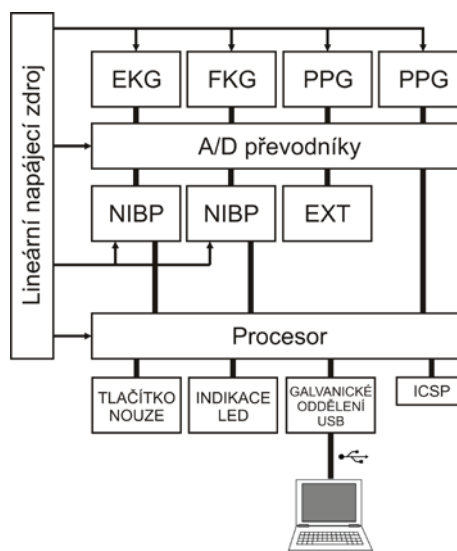 Lineární napájecí zdroj
EKG
FKG
PPG
PPG
A/D převodníky
NIBP
NIBP
EXT
Procesor
TLAČÍTKO
NOUZE
INDIKACE
LED
GALVANICKÉ
ODDĚLENÍ
USB
ICSP